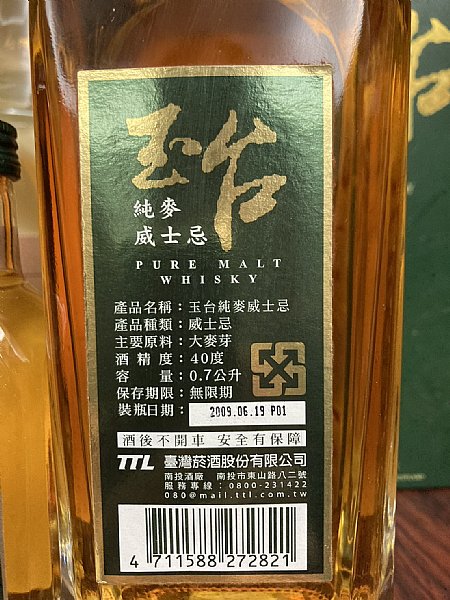 玉台
純麥
威士忌
PURE MALT
WHISKY
產品名稱：玉台純麥威士忌
產品種類：威士忌
主要原料：大麥芽
酒精度：40度
容量：0.7公升
保存期限：無限期
裝瓶日期：2009.06.19 P01
酒後不開車 安全有保障
TTL 臺灣菸酒股份有限公司
南投酒廠 南投市東山路八二號
服務專線：0800-231422
080@mail.ttl.com.tw
4 711588 272821